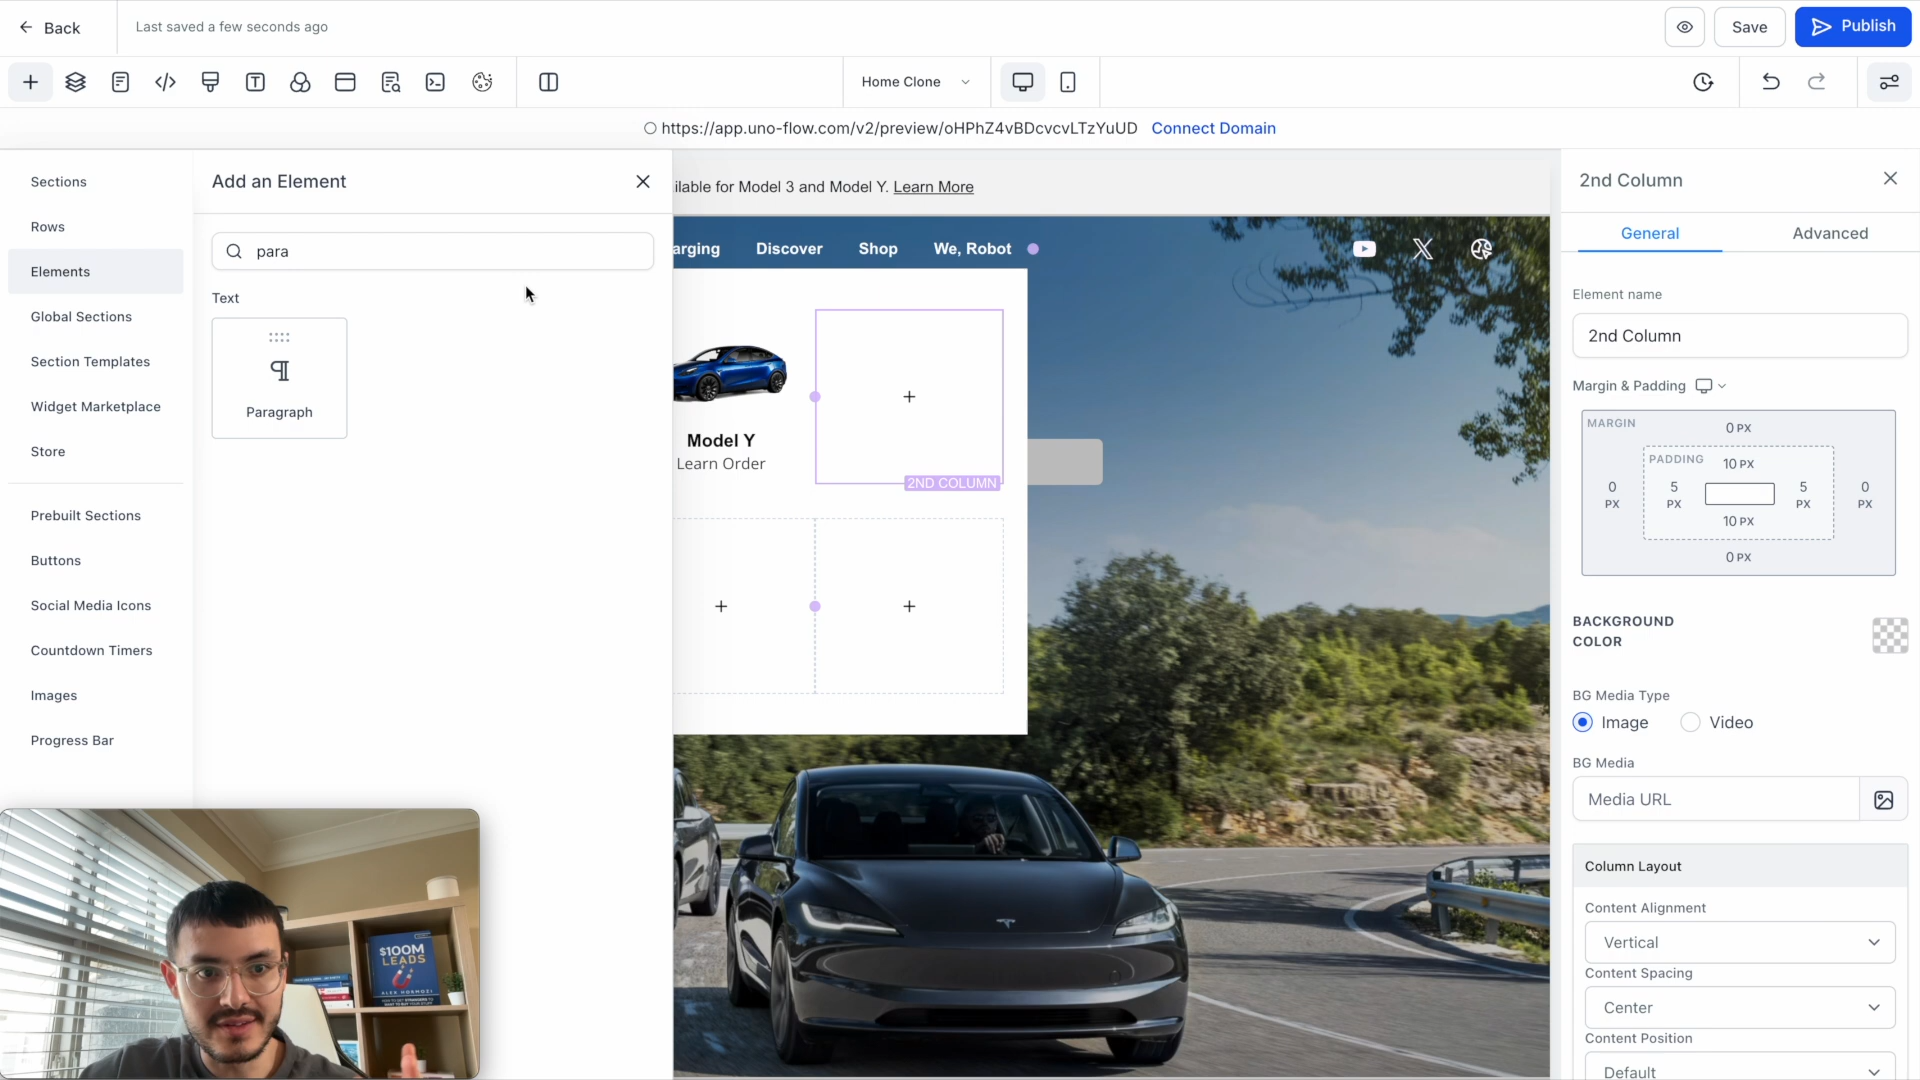 Back
Last saved a few seconds ago
Save
Publish
Home Clone
https://app.uno-flow.com/v2/preview/oHPhZ4vBDcvcvLTzYuUD Connect Domain
Sections
Rows
Elements
Global Sections
Section Templates
Widget Marketplace
Store
Prebuilt Sections
Buttons
Social Media Icons
Countdown Timers
Images
Progress Bar
Add an Element
para
Text
Paragraph
ilable for Model 3 and Model Y. Learn More
arging Discover Shop We, Robot
Model Y
Learn Order
2ND COLUMN
2nd Column
General Advanced
Element name
2nd Column
Margin & Padding
MARGIN
0 PX
PADDING
10 PX
0 PX
5 PX
5 PX
0 PX
10 PX
0 PX
BACKGROUND
COLOR
BG Media Type
Image Video
BG Media
Media URL
Column Layout
Content Alignment
Vertical
Content Spacing
Center
Content Position
Default
$100M
LEADS
ALEX HORMOZI